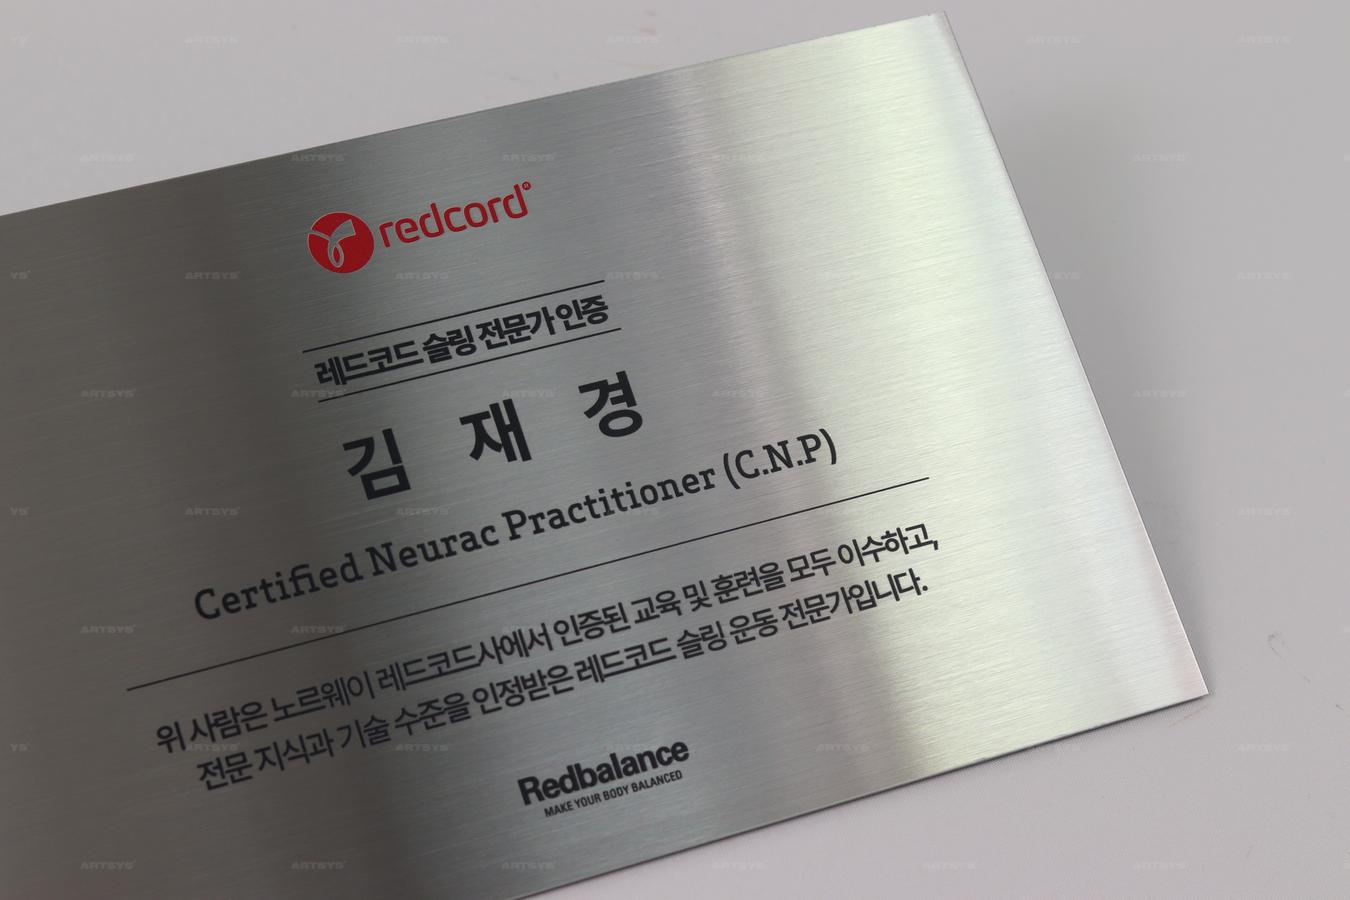 redcord®
레드코드 슬링 전문가 인증
김 재 경
Certified Neurac Practitioner (C.N.P)
위 사람은 노르웨이 레드코드사에서 인증된 교육 및 훈련을 모두 이수하고,
전문 지식과 기술 수준을 인정받은 레드코드 슬링 운동 전문가입니다.
Redbalance
MAKE YOUR BODY BALANCED
ARTSYS